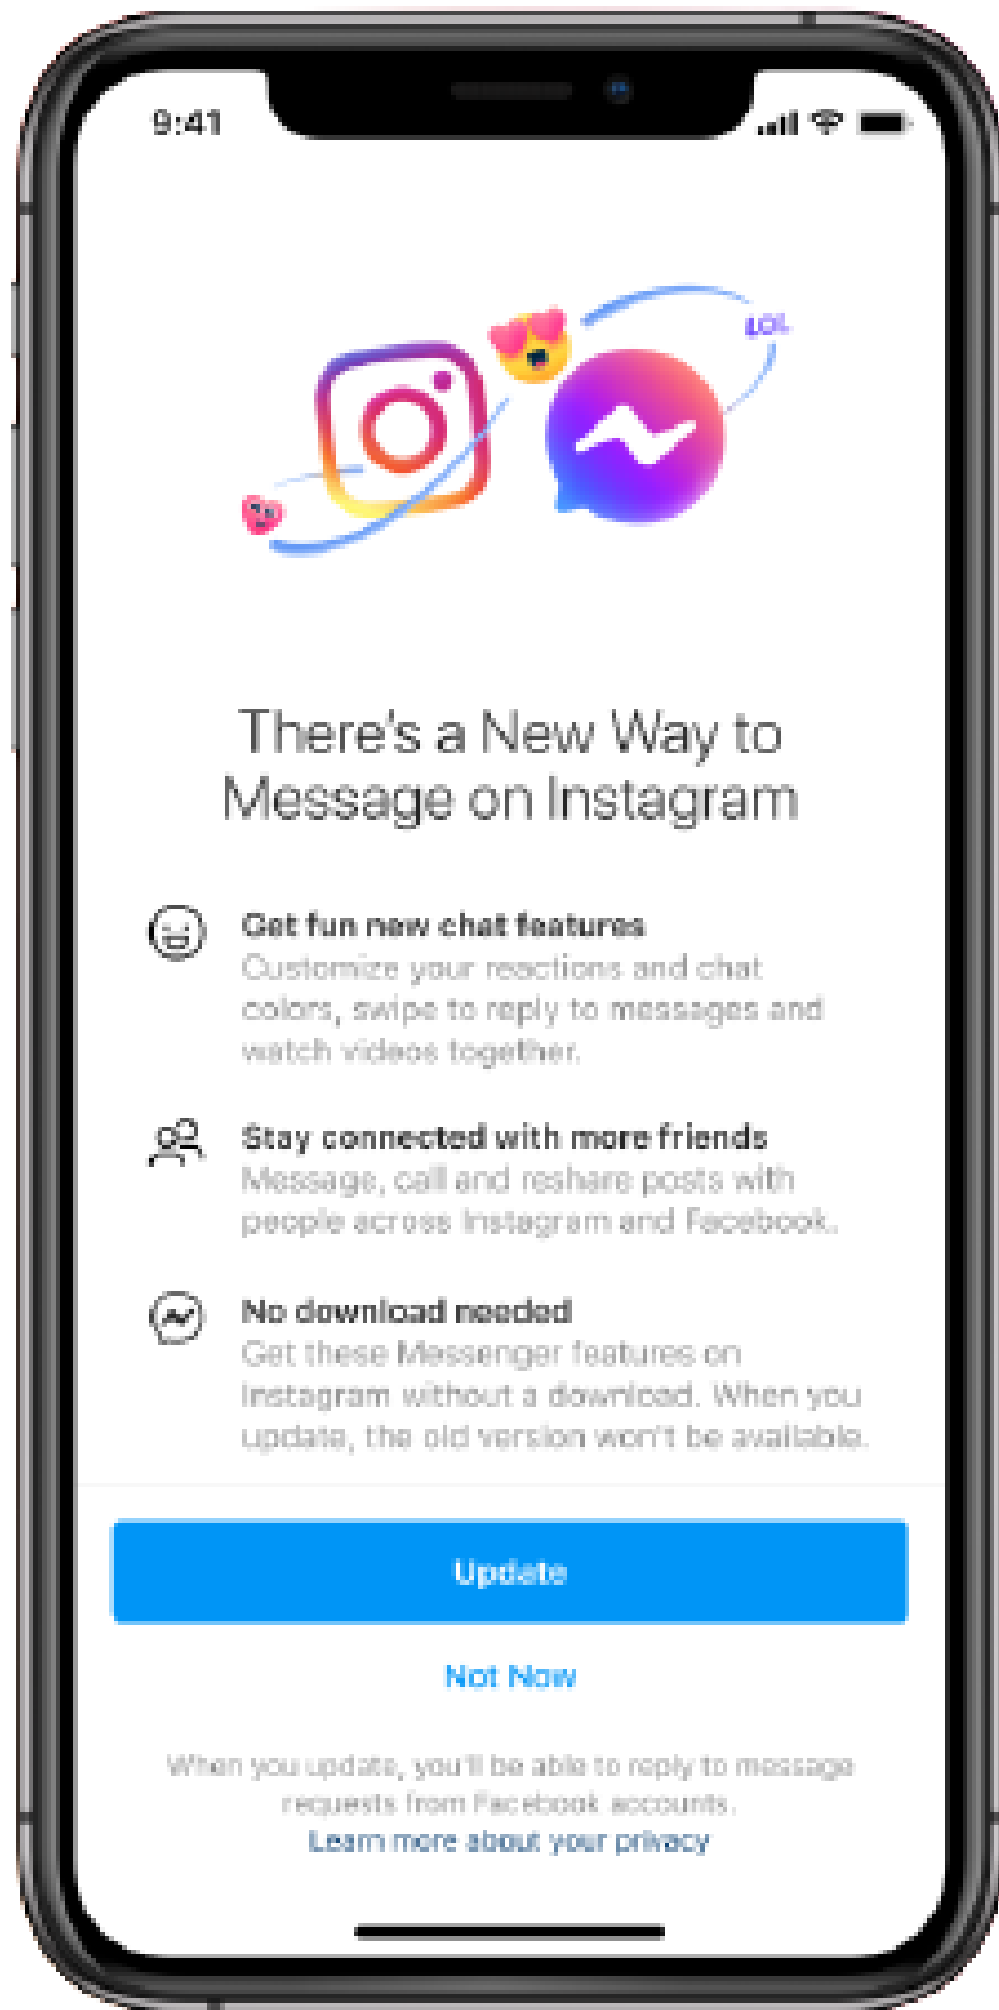 9:41
LOL
There's a New Way to
Message on Instagram
Get fun new chat features
Customize your reactions and chat
colors, swipe to reply to messages and
watch videos together.
Stay connected with more friends
Message, call and reshare posts with
people across Instagram and Facebook.
No download needed
Get these Messenger features on
Instagram without a download. When you
update, the old version won't be available.
Update
Not Now
When you update, you'll be able to reply to message
requests from Facebook accounts.
Learn more about your privacy